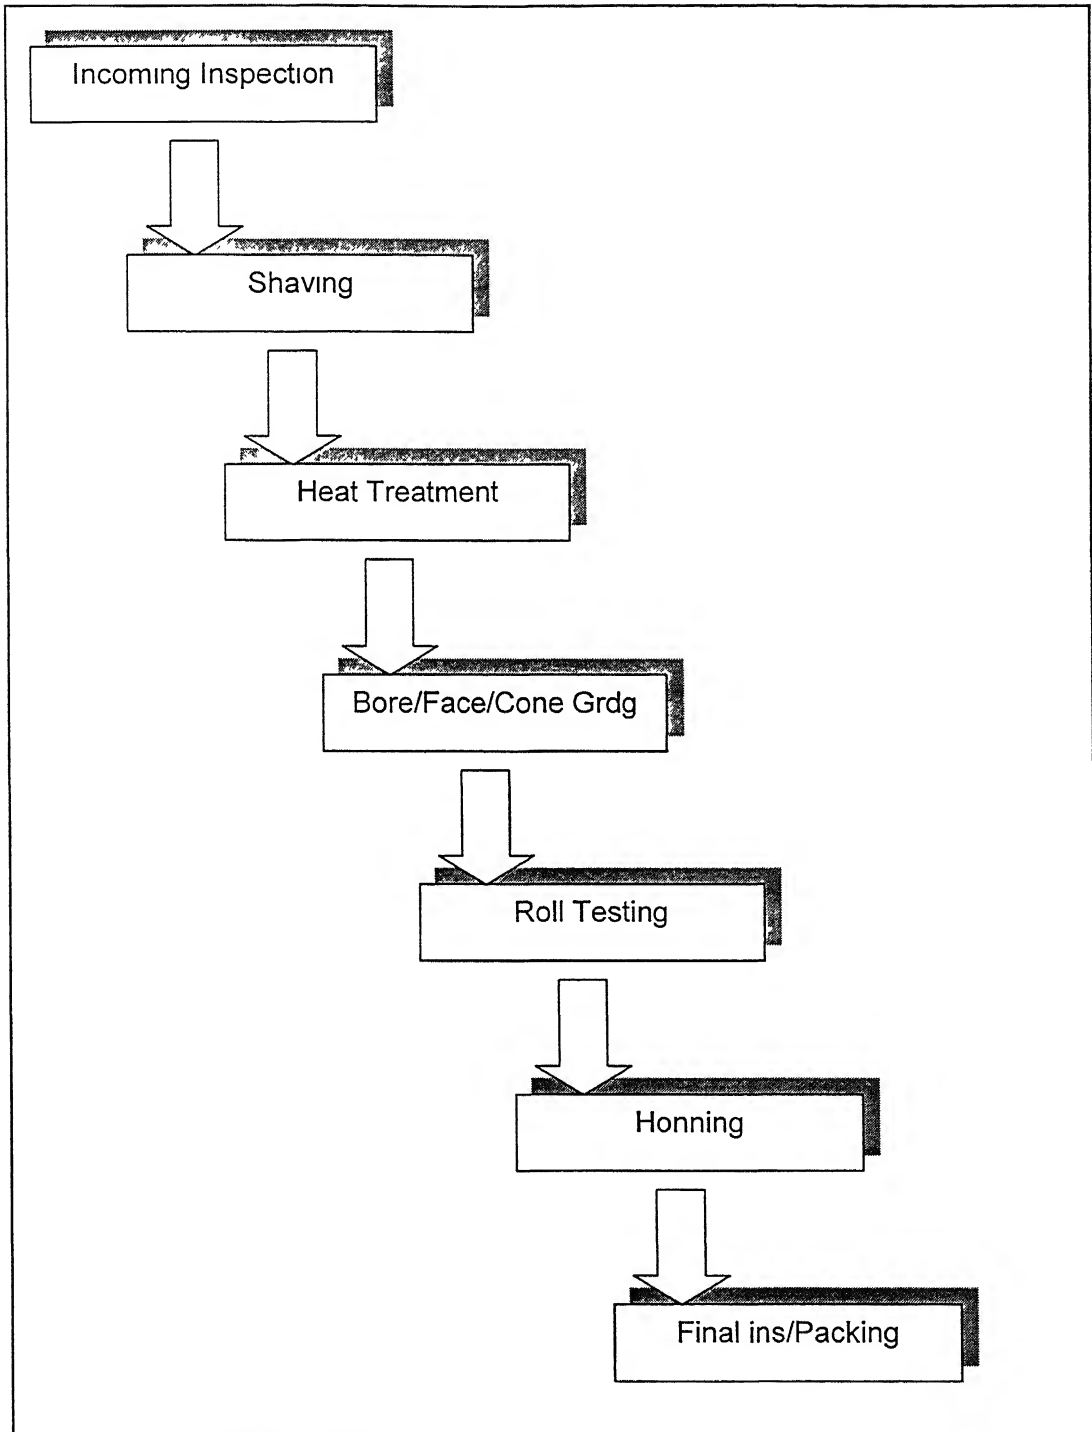 Incoming Inspection
Shaving
Heat Treatment
Bore/Face/Cone Grdg
Roll Testing
Honning
Final ins/Packing